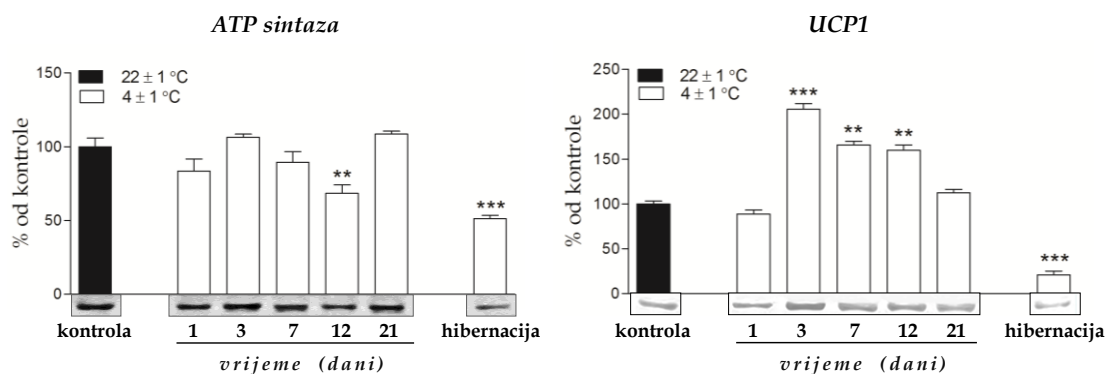 ATP sintaza
% od kontrole
150
100
50
0
22 ± 1 °C
4 ± 1 °C
**
***
kontrola
1 3 7 12 21
hibernacija
vrijeme (dani)
UCP1
% od kontrole
250
200
150
100
50
0
22 ± 1 °C
4 ± 1 °C
***
**
**
***
kontrola
1 3 7 12 21
hibernacija
vrijeme (dani)